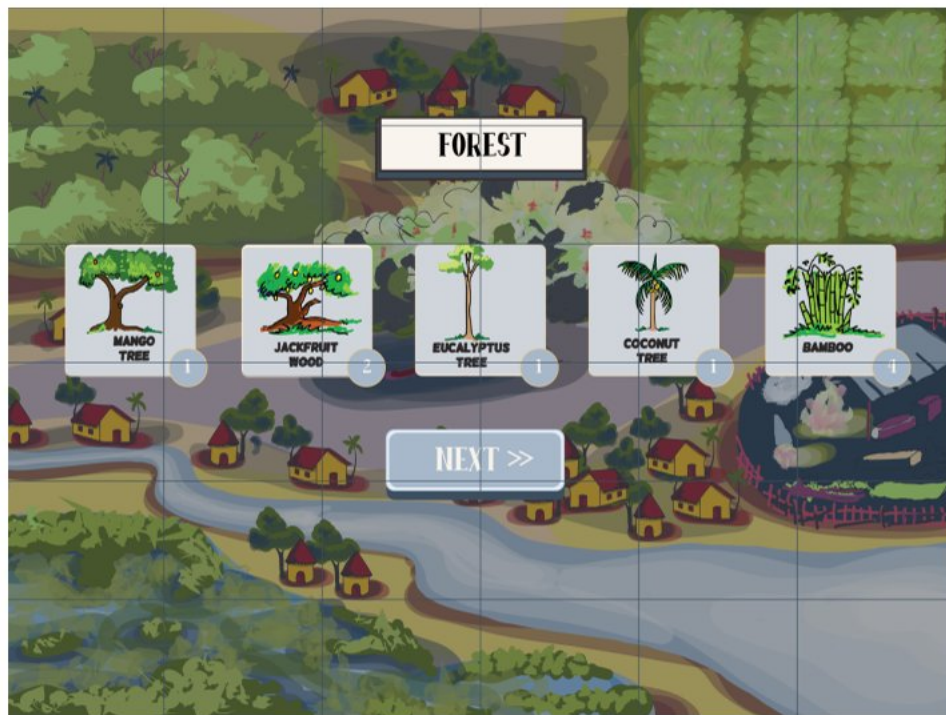 FOREST
MANGO
TREE
1
JACKFRUIT
WOOD
2
EUCALYPTUS
TREE
1
COCONUT
TREE
1
BAMBOO
4
NEXT >>